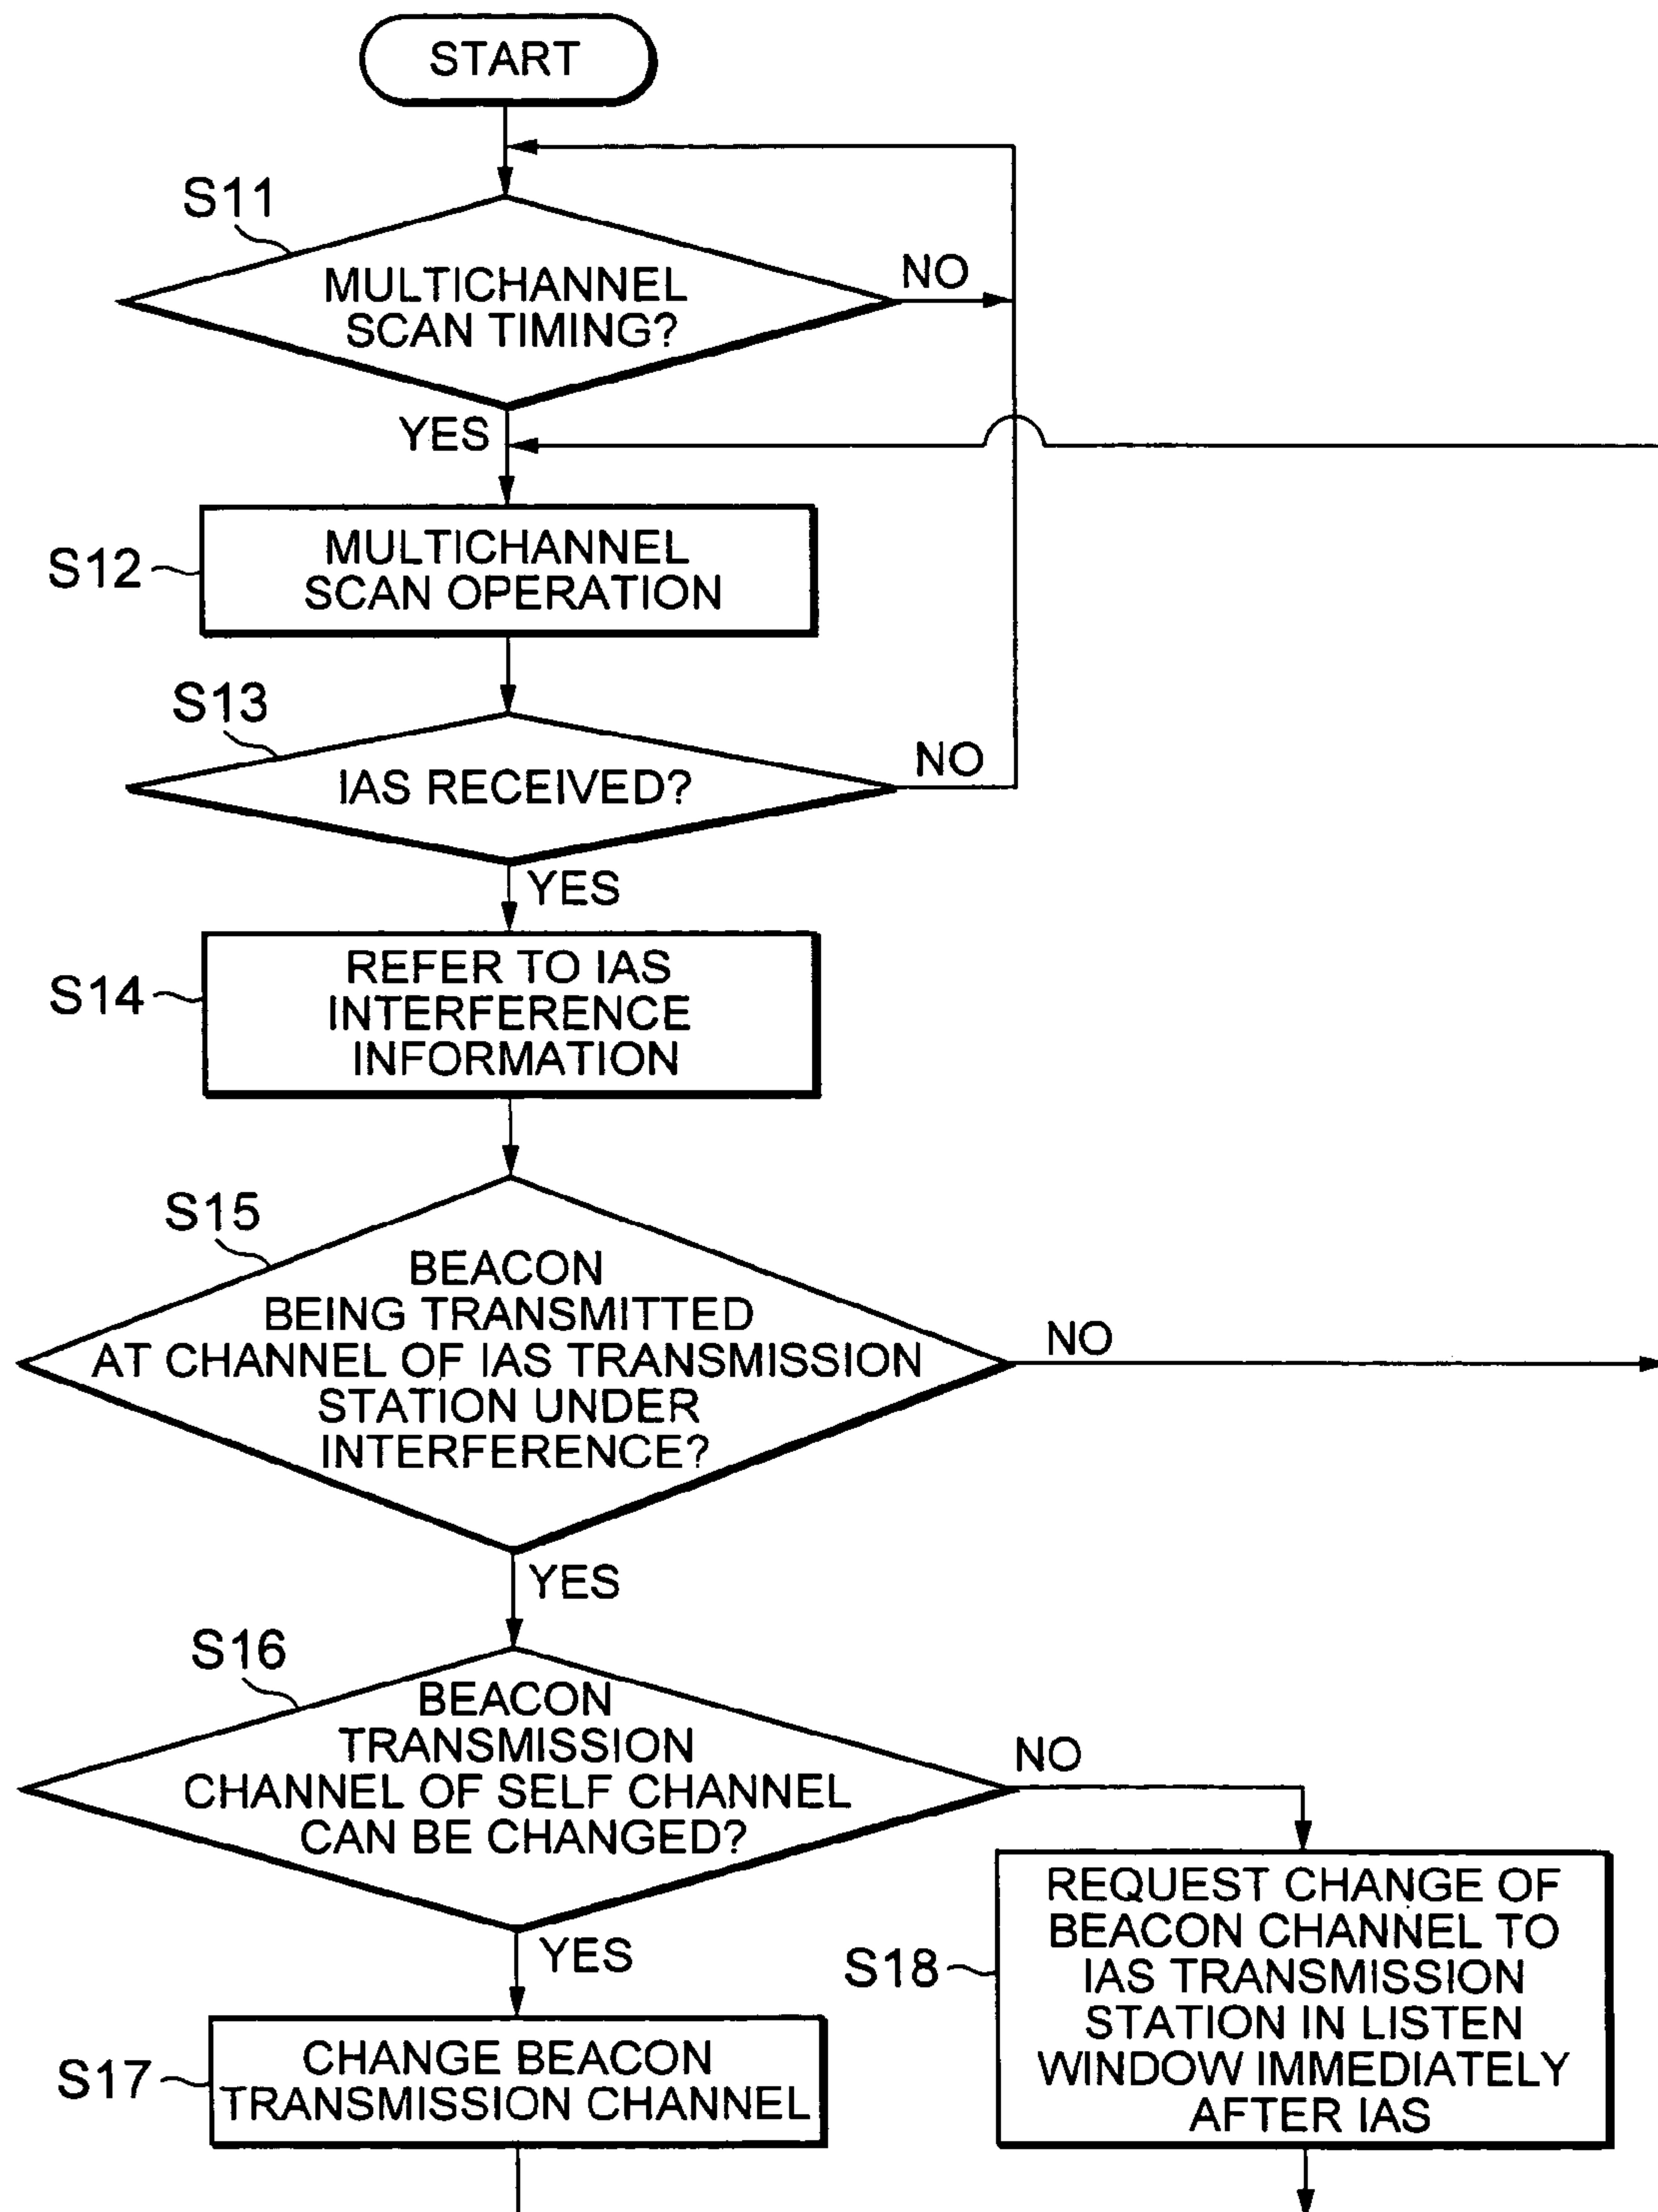 START
S11
MULTICHANNEL
SCAN TIMING?
NO
YES
S12
MULTICHANNEL
SCAN OPERATION
S13
IAS RECEIVED?
NO
YES
S14
REFER TO IAS
INTERFERENCE
INFORMATION
S15
BEACON
BEING TRANSMITTED
AT CHANNEL OF IAS TRANSMISSION
STATION UNDER
INTERFERENCE?
NO
YES
S16
BEACON
TRANSMISSION
CHANNEL OF SELF CHANNEL
CAN BE CHANGED?
NO
YES
S17
CHANGE BEACON
TRANSMISSION CHANNEL
S18
REQUEST CHANGE OF
BEACON CHANNEL TO
IAS TRANSMISSION
STATION IN LISTEN
WINDOW IMMEDIATELY
AFTER IAS